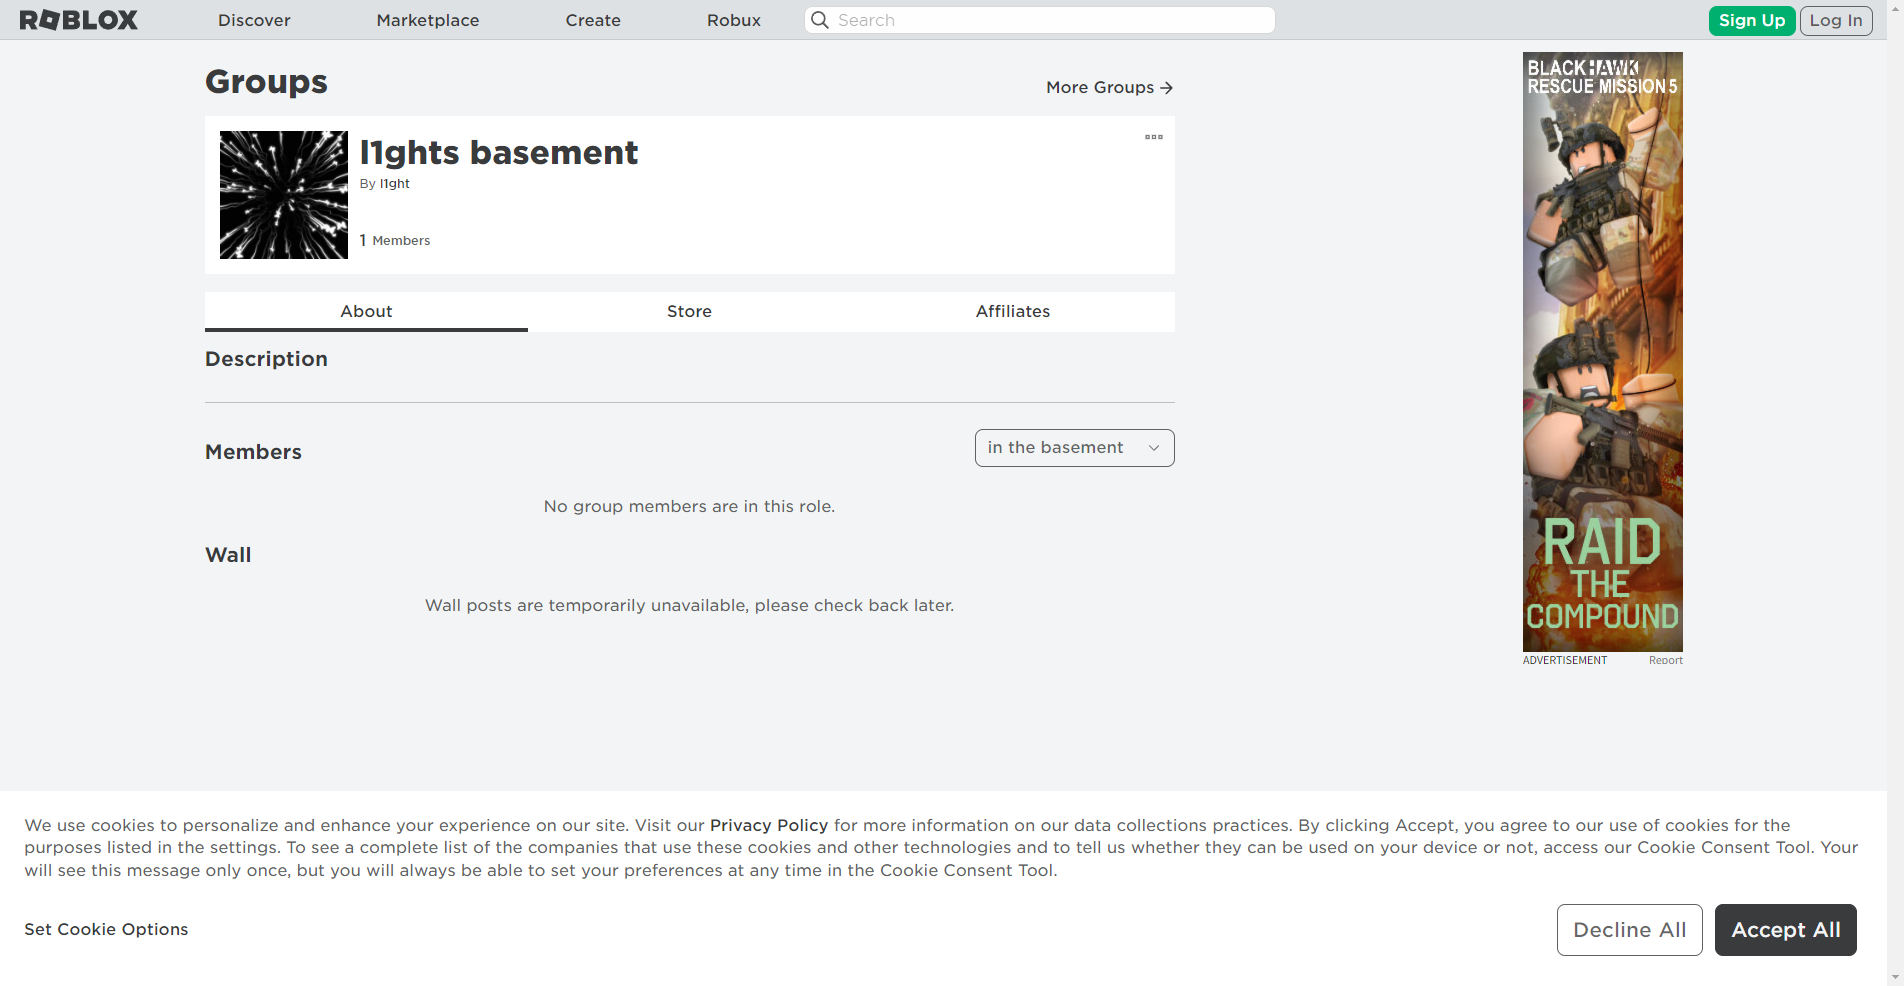 ROBLOX
Discover
Marketplace
Create
Robux
Search
Sign Up
Log In
Groups
More Groups
l1ghts basement
By l1ght
1 Members
About
Store
Affiliates
Description
Members
in the basement
No group members are in this role.
Wall
Wall posts are temporarily unavailable, please check back later.
BLACKHAWK
RESCUE MISSION 5
RAID
THE
COMPOUND
ADVERTISEMENT
Report
We use cookies to personalize and enhance your experience on our site. Visit our Privacy Policy for more information on our data collections practices. By clicking Accept, you agree to our use of cookies for the
purposes listed in the settings. To see a complete list of the companies that use these cookies and other technologies and to tell us whether they can be used on your device or not, access our Cookie Consent Tool. Your
will see this message only once, but you will always be able to set your preferences at any time in the Cookie Consent Tool.
Set Cookie Options
Decline All
Accept All